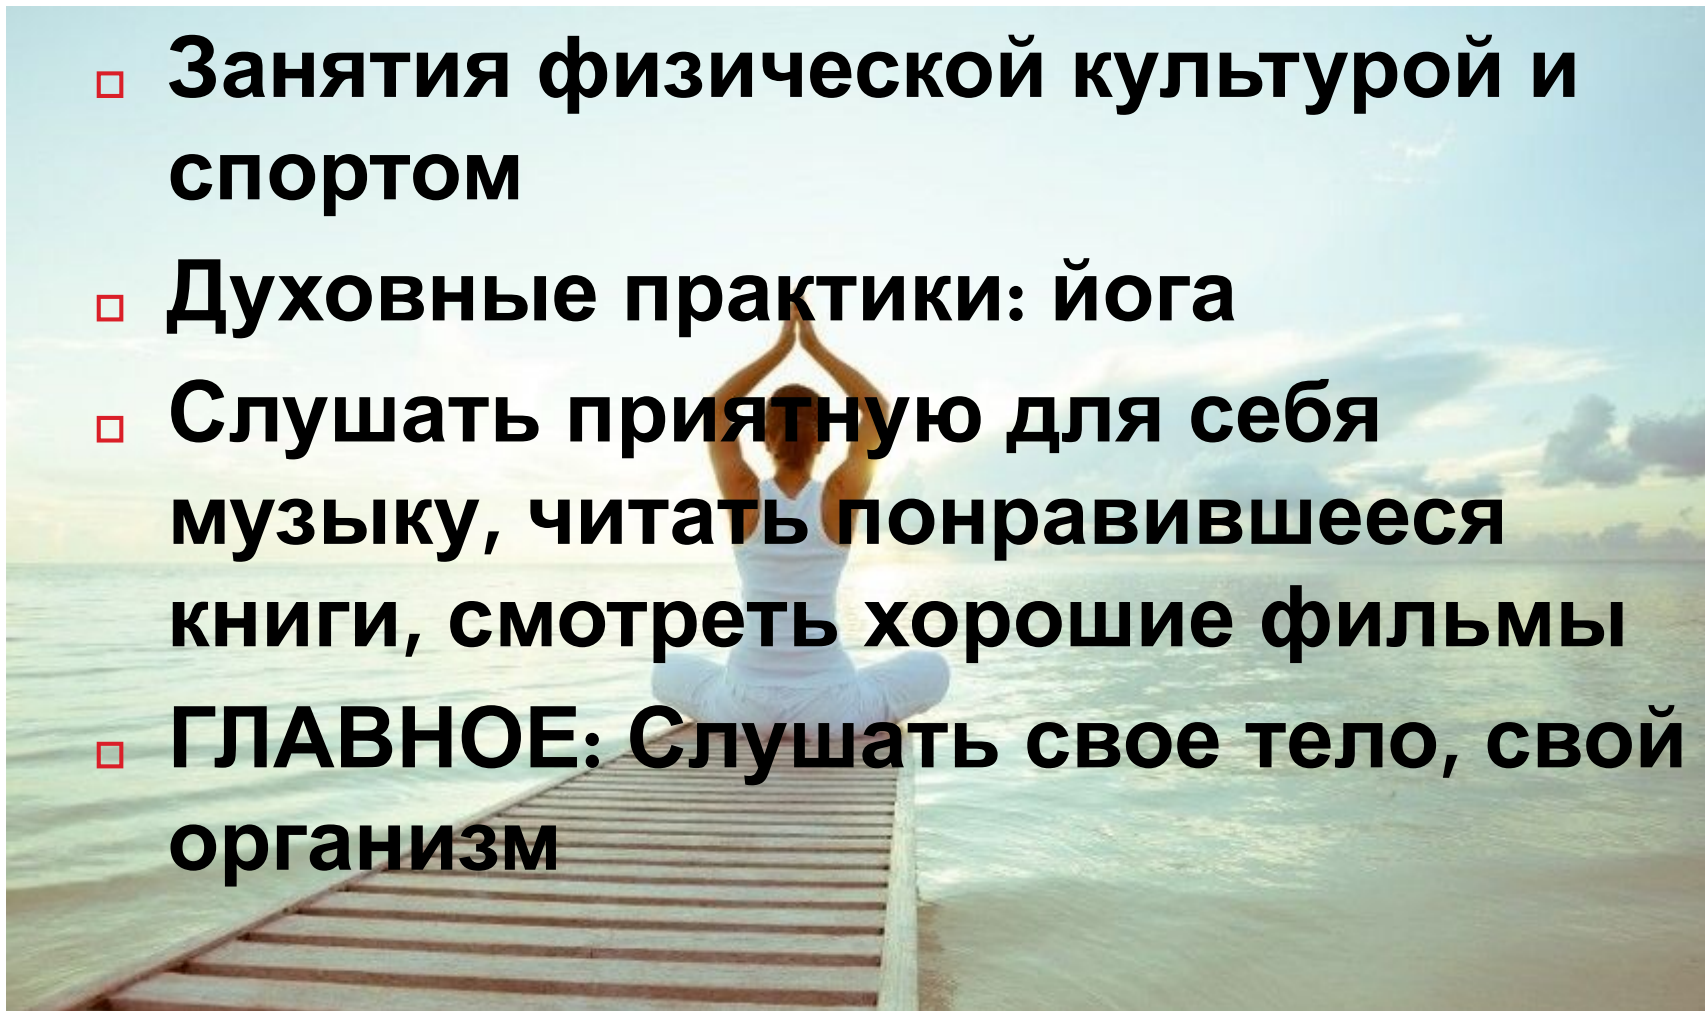 Занятия физической культурой и
спортом
Духовные практики: йога
Слушать приятную для себя
музыку, читать понравившееся
книги, смотреть хорошие фильмы
ГЛАВНОЕ: Слушать свое тело, свой
организм